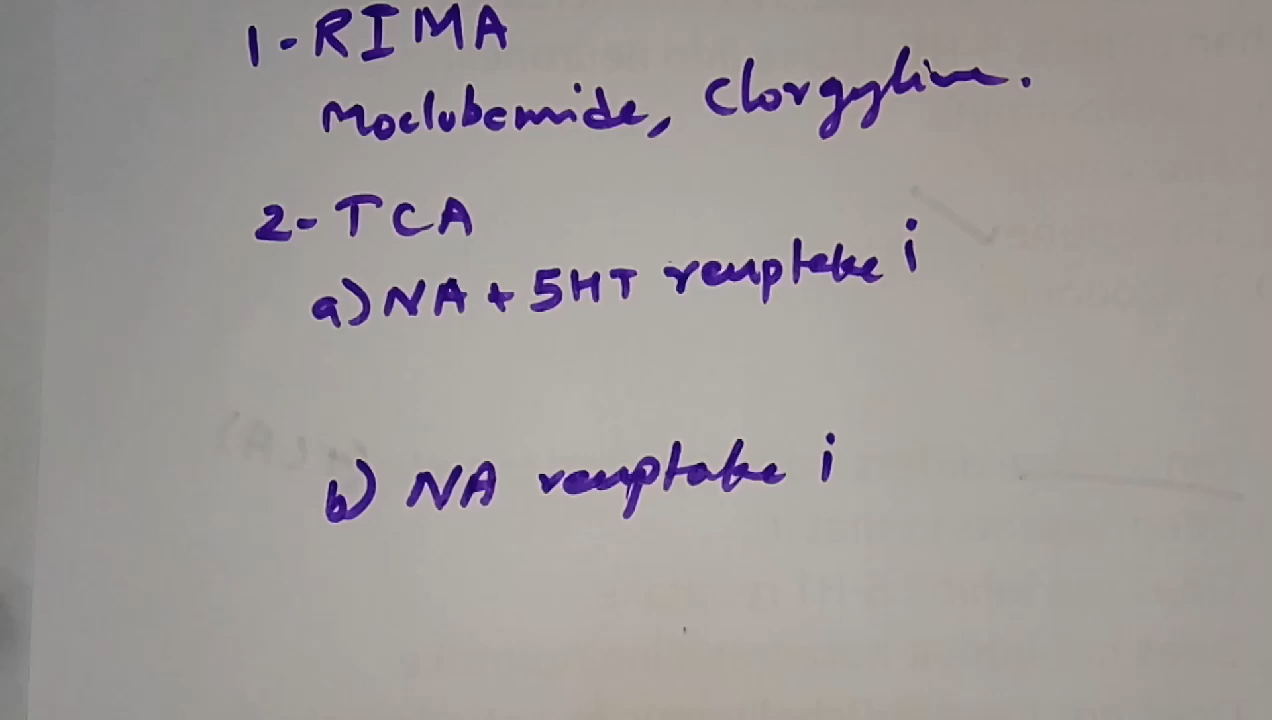 1-RIMA
Moclobemide, Clorgyline.
2-TCA
a) NA + 5HT reuptake i
b) NA reuptake i